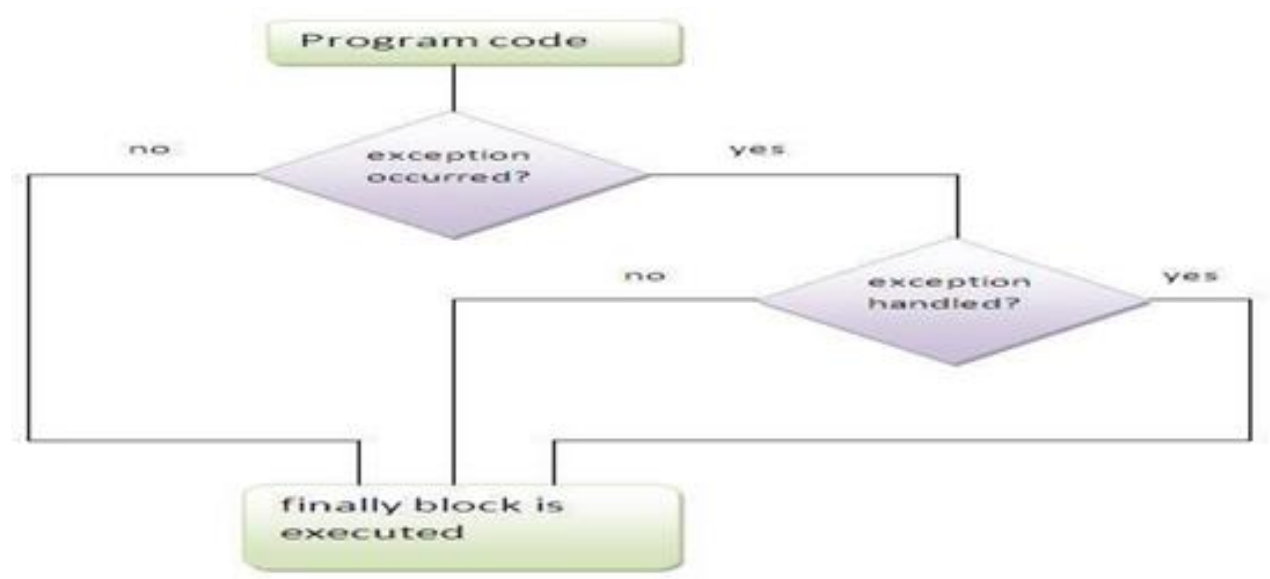 Program code
no
exception
occurred?
yes
no
exception
handled?
yes
finally block is
executed